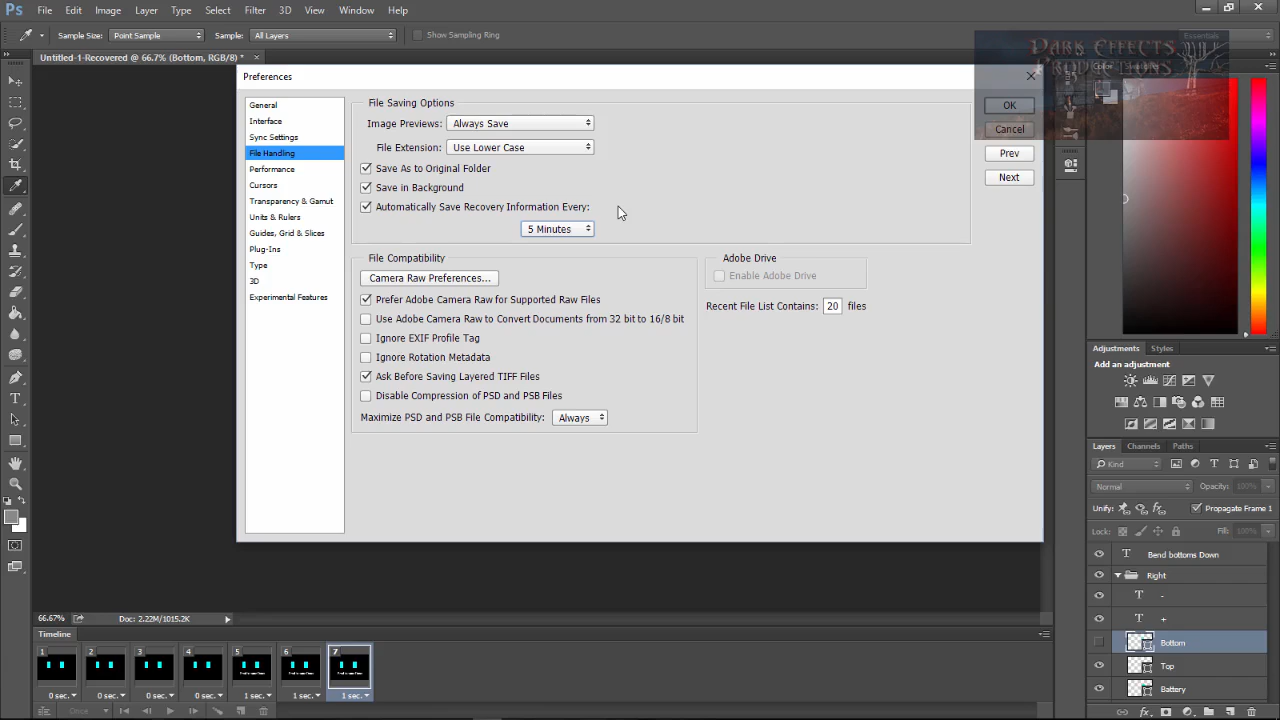 Ps File Edit Image Layer Type Select Filter 3D View Window Help
Sample Size: Point Sample Sample: All Layers Show Sampling Ring Essentials
Untitled-1-Recovered @ 66.7% (Bottom, RGB/8) *
DARK EFFECTS PRODUCTIONS
Color Swatches
Preferences
General
Interface
Sync Settings
File Handling
Performance
Cursors
Transparency & Gamut
Units & Rulers
Guides, Grid & Slices
Plug-Ins
Type
3D
Experimental Features
File Saving Options
Image Previews: Always Save
File Extension: Use Lower Case
Save As to Original Folder
Save in Background
Automatically Save Recovery Information Every:
5 Minutes
File Compatibility
Camera Raw Preferences...
Prefer Adobe Camera Raw for Supported Raw Files
Use Adobe Camera Raw to Convert Documents from 32 bit to 16/8 bit
Ignore EXIF Profile Tag
Ignore Rotation Metadata
Ask Before Saving Layered TIFF Files
Disable Compression of PSD and PSB Files
Maximize PSD and PSB File Compatibility: Always
Adobe Drive
Enable Adobe Drive
Recent File List Contains: 20 files
OK
Cancel
Prev
Next
Adjustments Styles
Add an adjustment
Layers Channels Paths
Kind
Normal Opacity: 100%
Unify: Propagate Frame 1
Lock: Fill: 100%
T Bend bottoms Down
Right
T -
T +
Bottom
Top
Battery
66.67% Doc: 2.22M/1015.2K
Timeline
1 2 3 4 5 6 7
0 sec. 0 sec. 0 sec. 0 sec. 1 sec. 1 sec. 1 sec.
Once